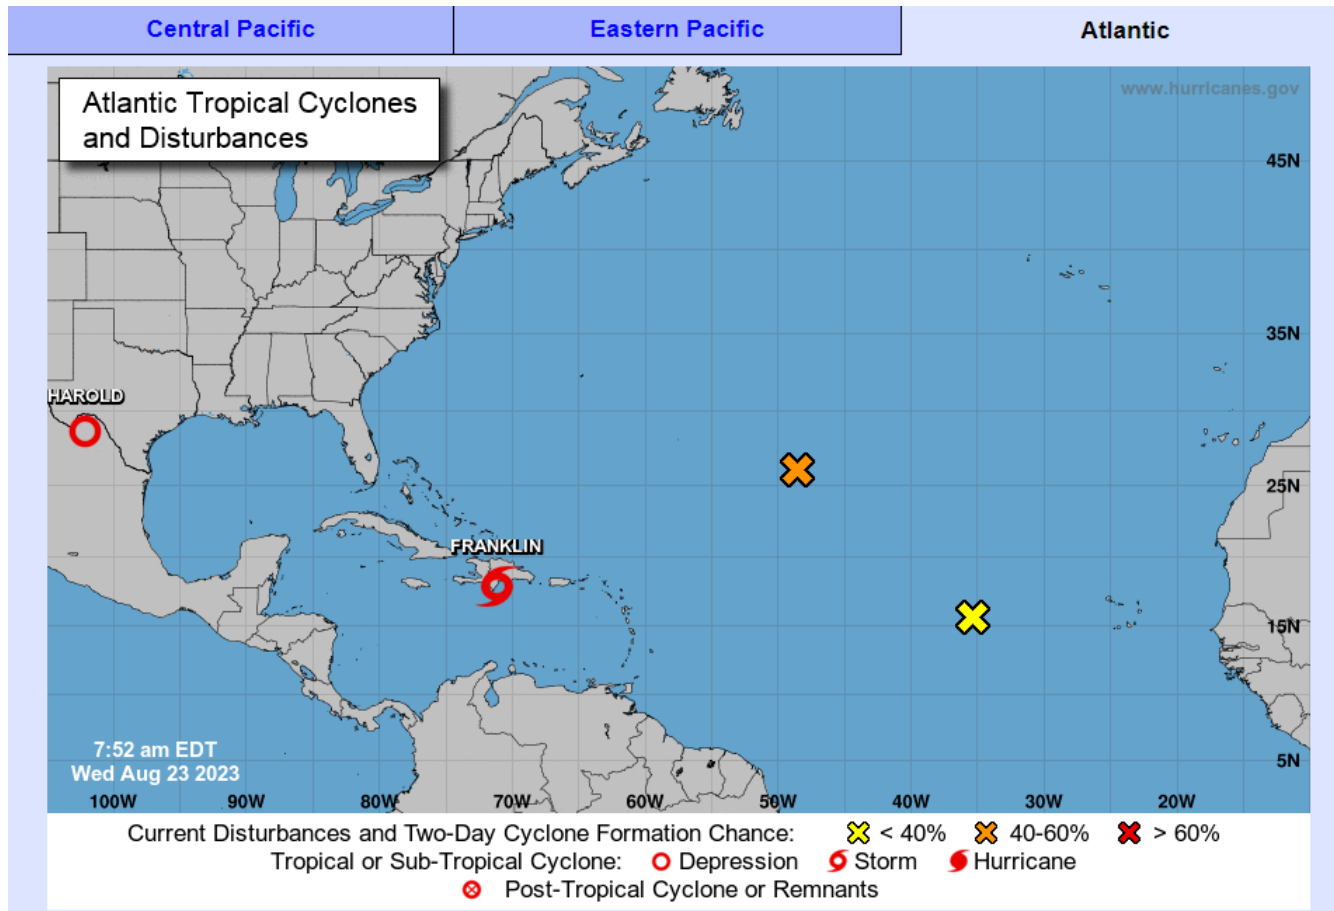 Central Pacific
Eastern Pacific
Atlantic
Atlantic Tropical Cyclones
and Disturbances
www.hurricanes.gov
45N
35N
HAROLD
25N
FRANKLIN
15N
7:52 am EDT
Wed Aug 23 2023
5N
100W 90W 80W 70W 60W 50W 40W 30W 20W
Current Disturbances and Two-Day Cyclone Formation Chance: < 40% 40-60% > 60%
Tropical or Sub-Tropical Cyclone: Depression Storm Hurricane
Post-Tropical Cyclone or Remnants